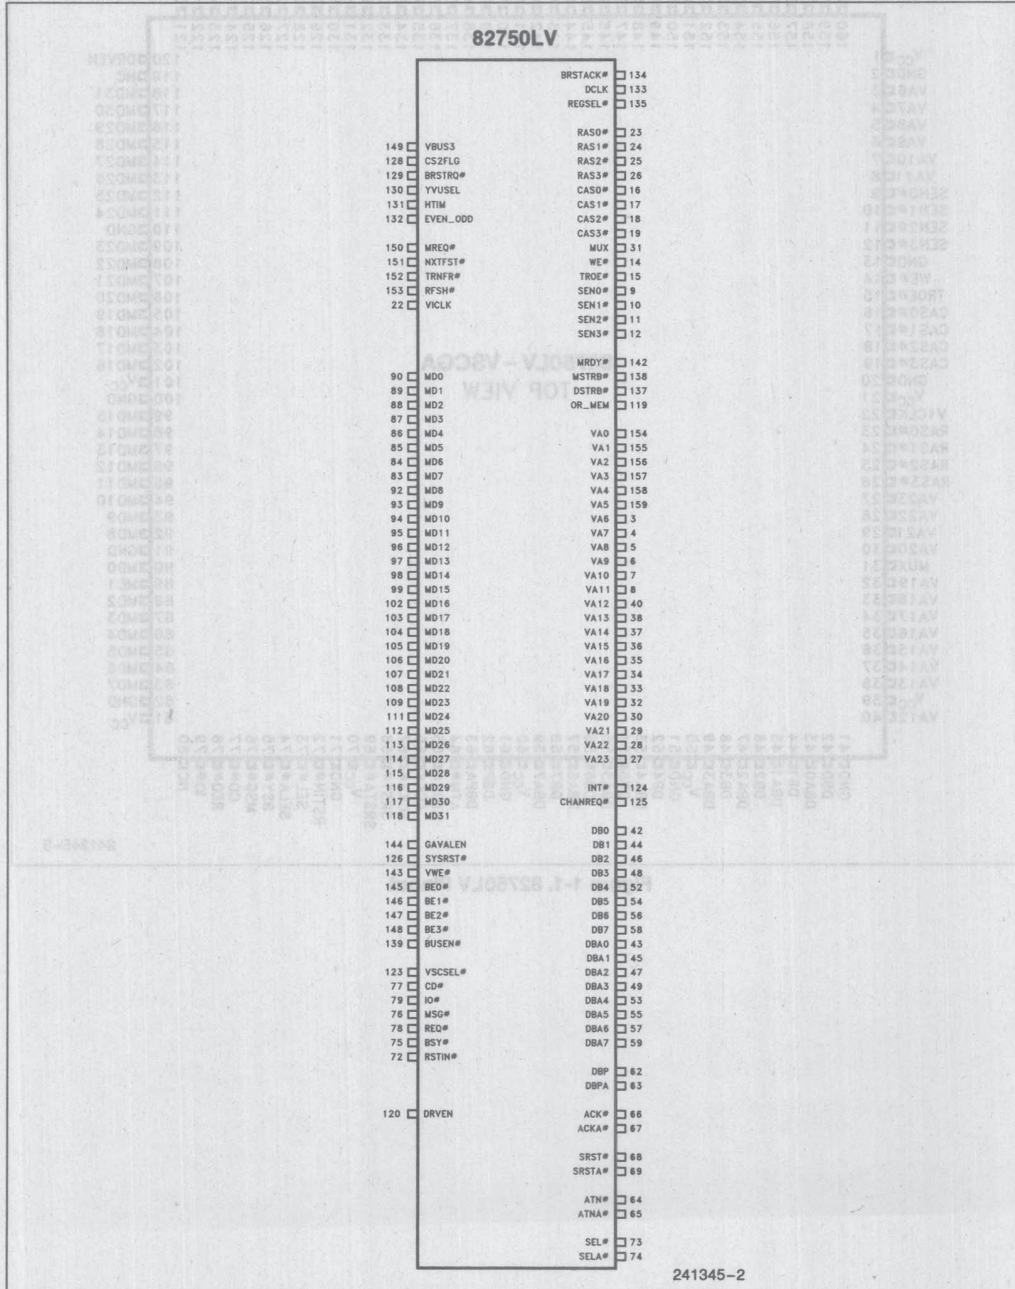 82750LV
BRSTACK# 134
DCLK 133
REGSEL# 135
RAS0# 23
149 VBUS3 RAS1# 24
128 CS2FLG RAS2# 25
129 BRSTRQ# RAS3# 26
130 YVUSEL CAS0# 16
131 HTIM CAS1# 17
132 EVEN_ODD CAS2# 18
CAS3# 19
150 MREQ# MUX 31
151 NXTFST# WE# 14
152 TRNFR# TROE# 15
153 RFSH# SEN0# 9
22 VICLK SEN1# 10
SEN2# 11
SEN3# 12
MRDY# 142
90 MD0 MSTRB# 138
89 MD1 DSTRB# 137
88 MD2 OR_MEM 119
87 MD3
86 MD4 VA0 154
85 MD5 VA1 155
84 MD6 VA2 156
83 MD7 VA3 157
92 MD8 VA4 158
93 MD9 VA5 159
94 MD10 VA6 3
95 MD11 VA7 4
96 MD12 VA8 5
97 MD13 VA9 6
98 MD14 VA10 7
99 MD15 VA11 8
102 MD16 VA12 40
103 MD17 VA13 38
104 MD18 VA14 37
105 MD19 VA15 36
106 MD20 VA16 35
107 MD21 VA17 34
108 MD22 VA18 33
109 MD23 VA19 32
111 MD24 VA20 30
112 MD25 VA21 29
113 MD26 VA22 28
114 MD27 VA23 27
115 MD28
116 MD29 INT# 124
117 MD30 CHANREQ# 125
118 MD31
DB0 42
144 GAVALEN DB1 44
126 SYSRST# DB2 46
143 VWE# DB3 48
145 BE0# DB4 52
146 BE1# DB5 54
147 BE2# DB6 56
148 BE3# DB7 58
139 BUSEN# DBA0 43
DBA1 45
123 VSCSEL# DBA2 47
77 CD# DBA3 49
79 IO# DBA4 53
76 MSG# DBA5 55
78 REQ# DBA6 57
75 BSY# DBA7 59
72 RSTIN#
DBP 62
DBPA 63
120 DRVEN ACK# 66
ACKA# 67
SRST# 68
SRSTA# 69
ATN# 64
ATNA# 65
SEL# 73
SELA# 74
241345-2